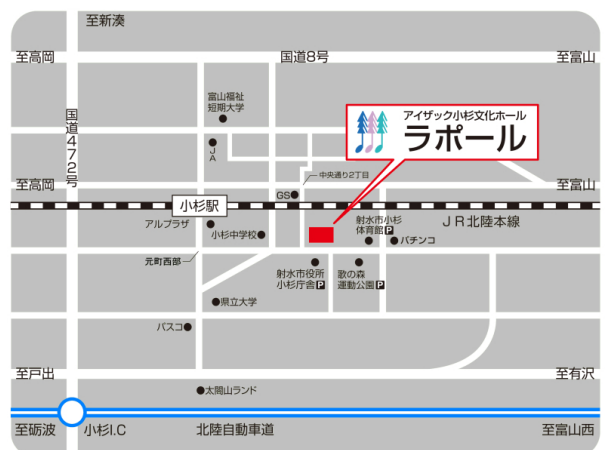 至新湊
至高岡
国道8号
至富山
国道472号
富山福祉
短期大学
JA
アイザック小杉文化ホール
ラポール
中央通り2丁目
至高岡
至富山
GS
小杉駅
JR北陸本線
アルプラザ
小杉中学校
射水市小杉
体育館P
パチンコ
元町西部
射水市役所
小杉庁舎P
歌の森
運動公園P
県立大学
パスコ
至戸出
至有沢
太閤山ランド
至砺波
小杉I.C
北陸自動車道
至富山西